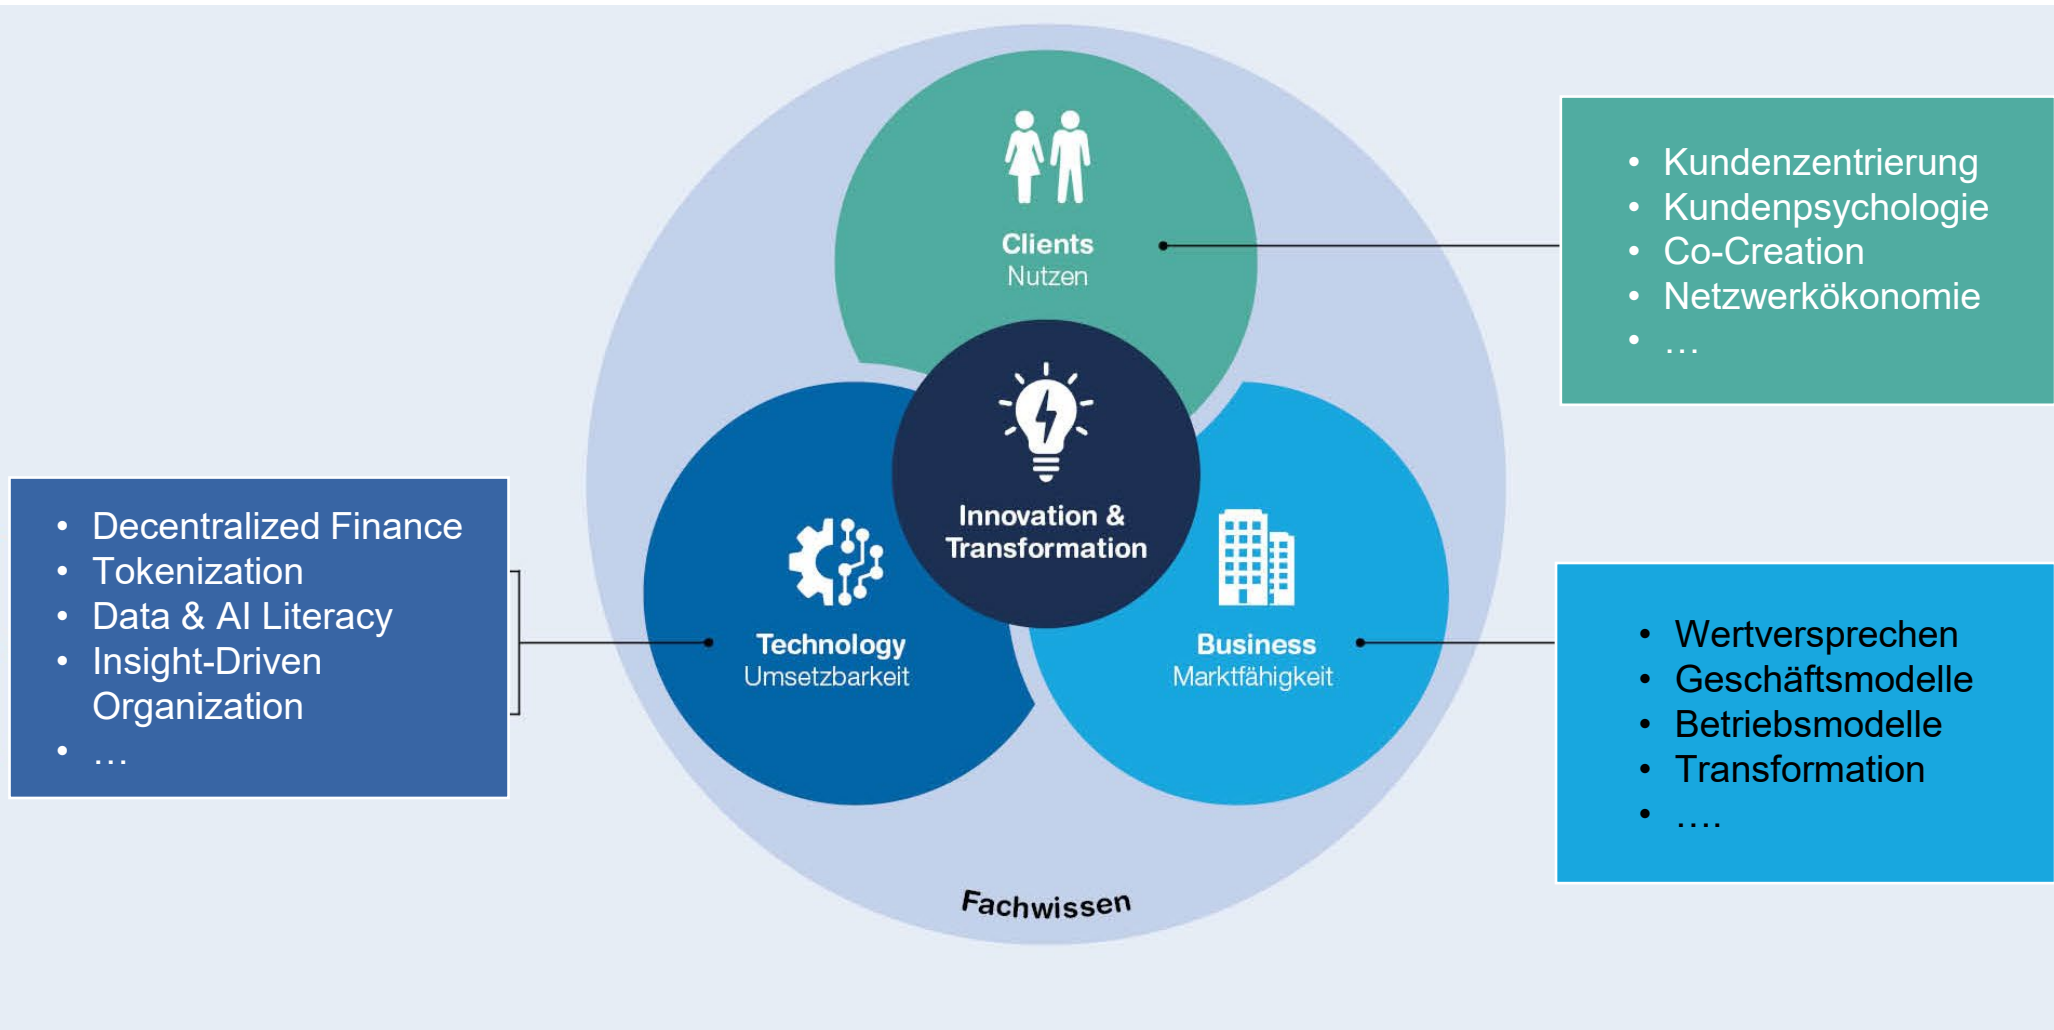 Clients
Nutzen
• Kundenzentrierung
• Kundenpsychologie
• Co-Creation
• Netzwerkökonomie
• …
Innovation &
Transformation
• Decentralized Finance
• Tokenization
• Data & AI Literacy
• Insight-Driven
Organization
• …
Technology
Umsetzbarkeit
Business
Marktfähigkeit
• Wertversprechen
• Geschäftsmodelle
• Betriebsmodelle
• Transformation
• ….
Fachwissen